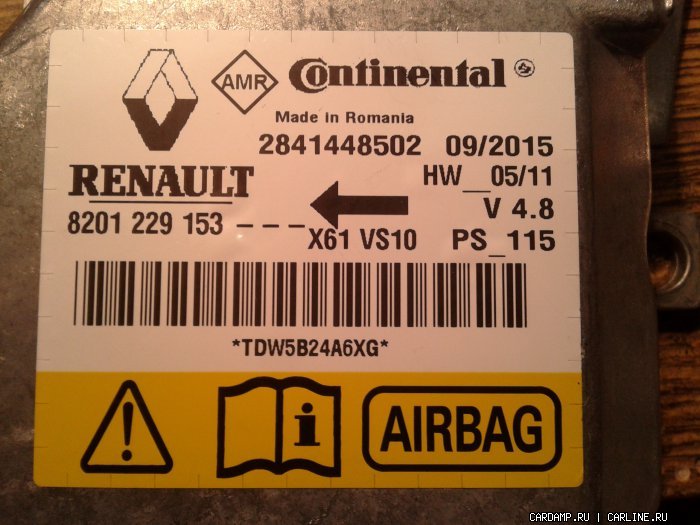 AMR Continental
Made in Romania
2841448502 09/2015
RENAULT HW__05/11
V 4.8
8201 229 153 ---- X61 VS10 PS_115
*TDW5B24A6XG*
i AIRBAG
CARDAMP.RU | CARLINE.RU